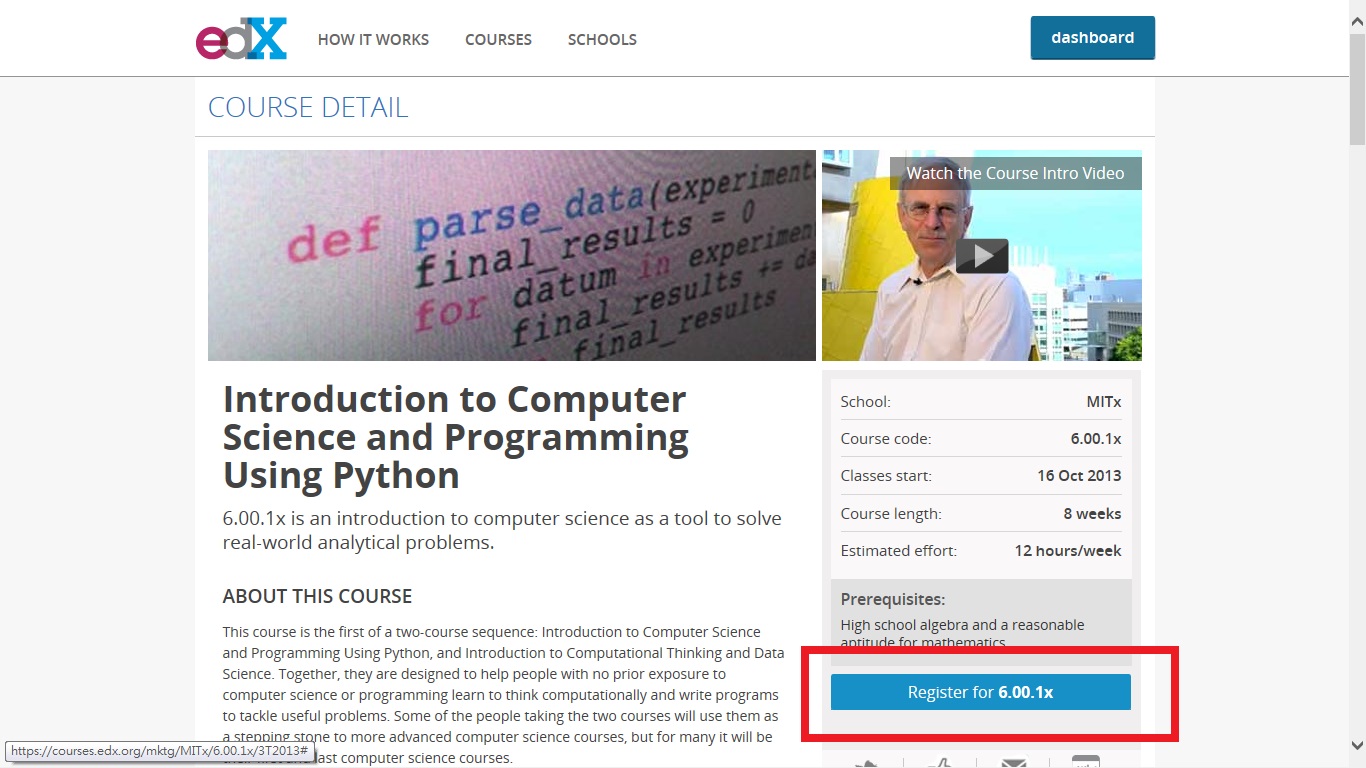 edX
HOW IT WORKS
COURSES
SCHOOLS
dashboard
COURSE DETAIL
def parse_data(experiment
final_results = 0
for datum in experimen
final_results += da
final_results
Watch the Course Intro Video
Introduction to Computer
Science and Programming
Using Python
6.00.1x is an introduction to computer science as a tool to solve
real-world analytical problems.
ABOUT THIS COURSE
This course is the first of a two-course sequence: Introduction to Computer Science
and Programming Using Python, and Introduction to Computational Thinking and Data
Science. Together, they are designed to help people with no prior exposure to
computer science or programming learn to think computationally and write programs
to tackle useful problems. Some of the people taking the two courses will use them as
a stepping stone to more advanced computer science courses, but for many it will be
last computer science courses.
School: MITx
Course code: 6.00.1x
Classes start: 16 Oct 2013
Course length: 8 weeks
Estimated effort: 12 hours/week
Prerequisites:
High school algebra and a reasonable
aptitude for mathematics
Register for 6.00.1x
https://courses.edx.org/mktg/MITx/6.00.1x/3T2013#